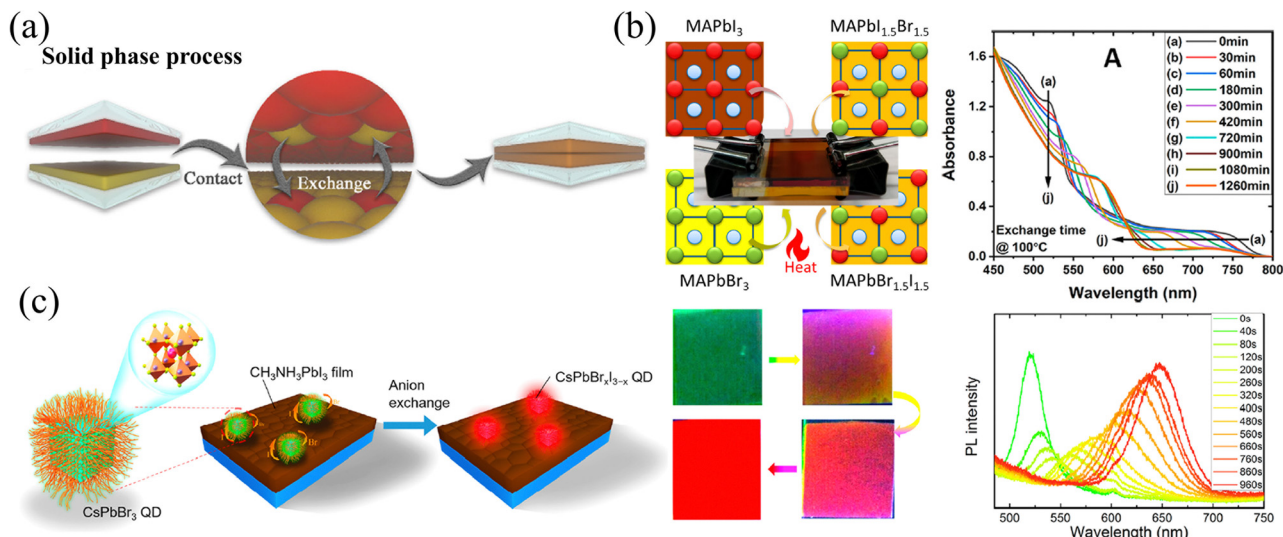 (a)
Solid phase process
Contact
Exchange
(b)
MAPbI3
MAPbI1.5Br1.5
MAPbBr3
Heat
MAPbBr1.5I1.5
A
Absorbance
1.6
1.2
0.8
0.4
0.0
(a)
(j)
(j)
(a)
Exchange time
@ 100°C
(a) 0min
(b) 30min
(c) 60min
(d) 180min
(e) 300min
(f) 420min
(g) 720min
(h) 900min
(i) 1080min
(j) 1260min
450 500 550 600 650 700 750 800
Wavelength (nm)
(c)
CsPbBr3 QD
CH3NH3PbI3 film
Br
Anion
exchange
CsPbBrxI3−x QD
PL intensity
0s
40s
80s
120s
200s
260s
320s
400s
480s
560s
660s
760s
860s
960s
500 550 600 650 700 750
Wavelength (nm)